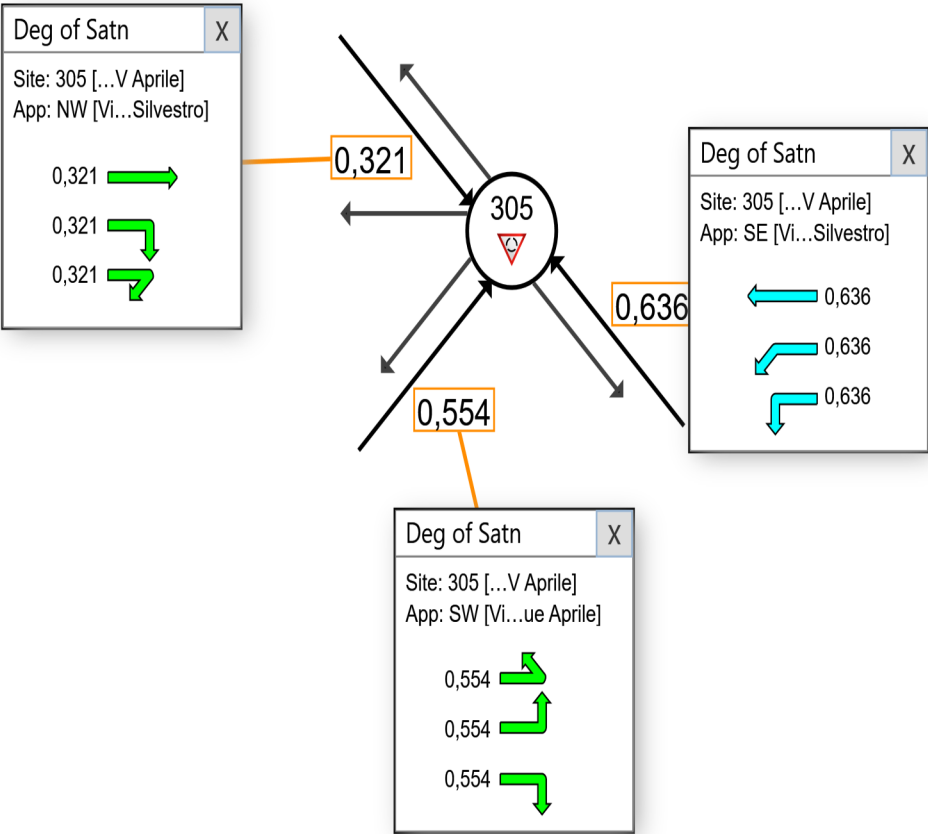 Deg of Satn X
Site: 305 [...V Aprile]
App: NW [Vi...Silvestro]
0,321
0,321
0,321
0,321
305
Deg of Satn X
Site: 305 [...V Aprile]
App: SE [Vi...Silvestro]
0,636
0,636
0,636
0,636
0,554
Deg of Satn X
Site: 305 [...V Aprile]
App: SW [Vi...ue Aprile]
0,554
0,554
0,554